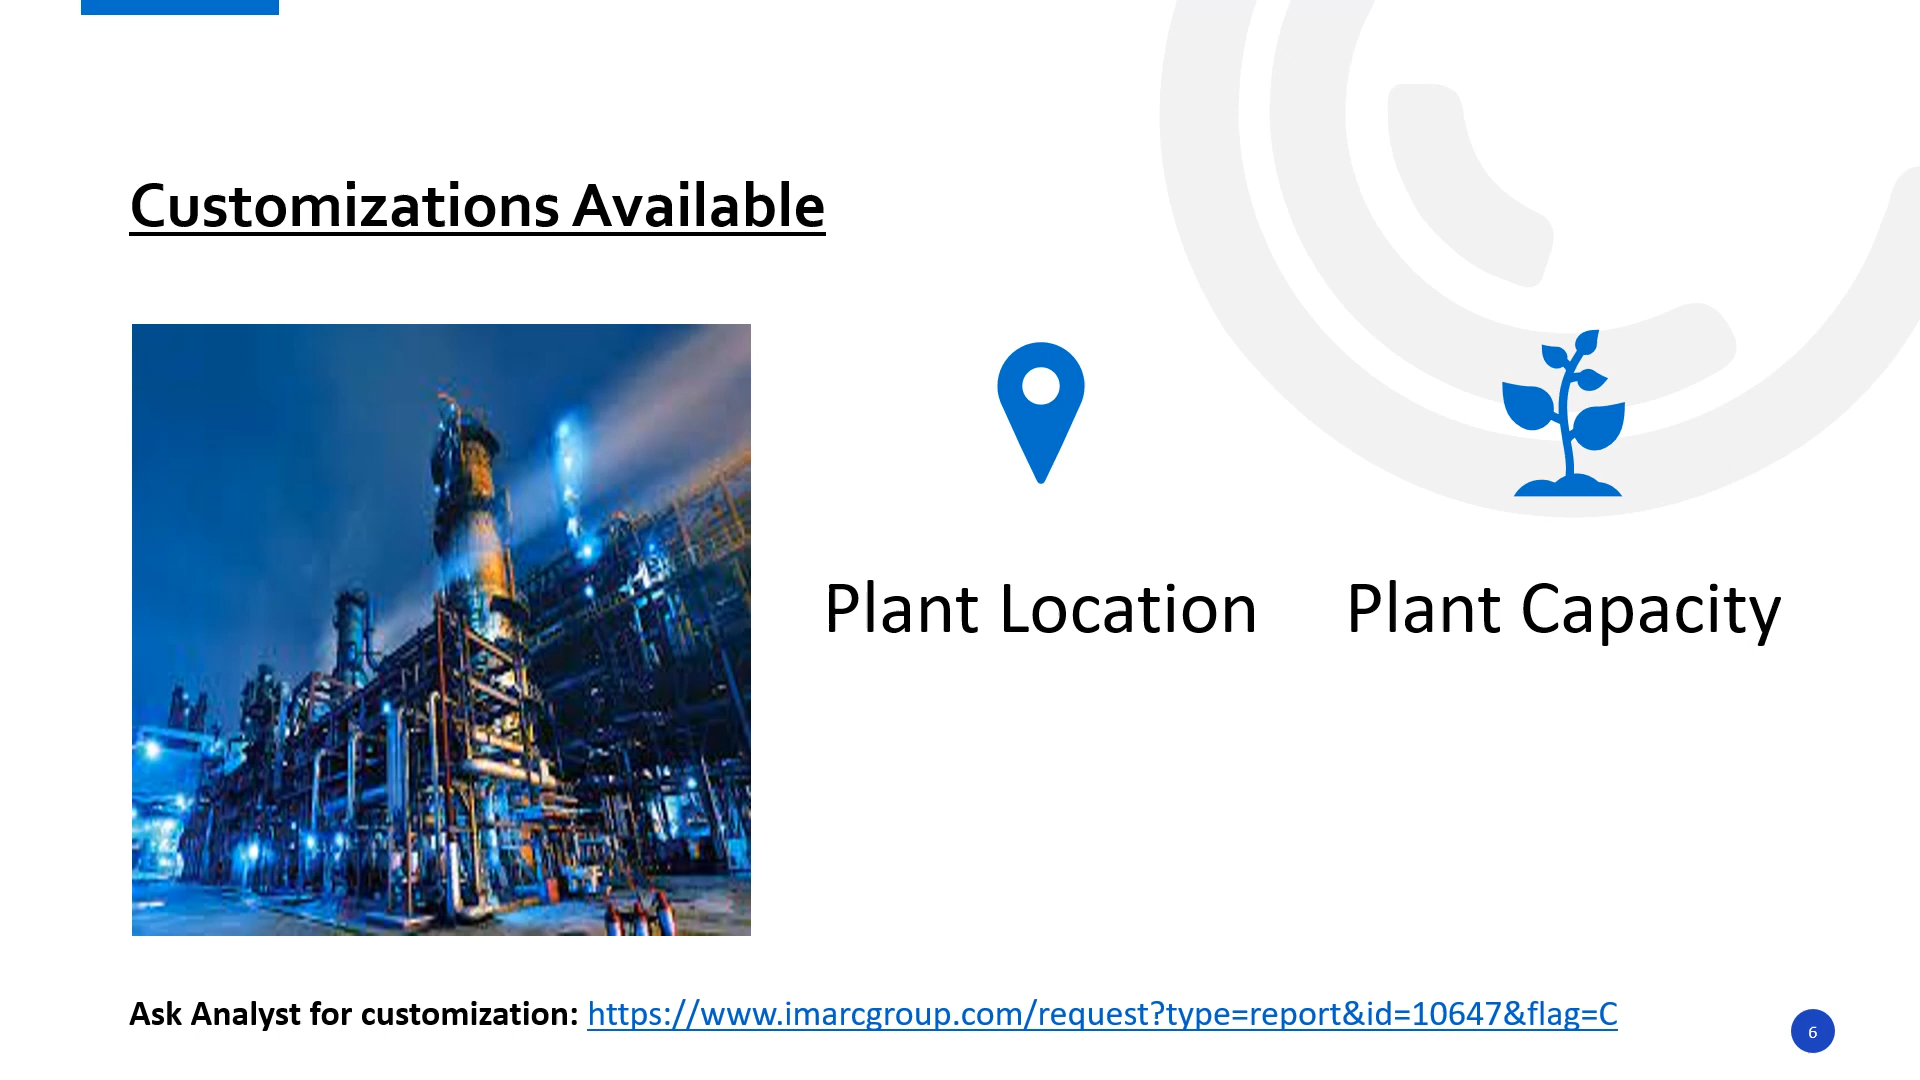 Customizations Available
Plant Location
Plant Capacity
Ask Analyst for customization: https://www.imarcgroup.com/request?type=report&id=10647&flag=C
6